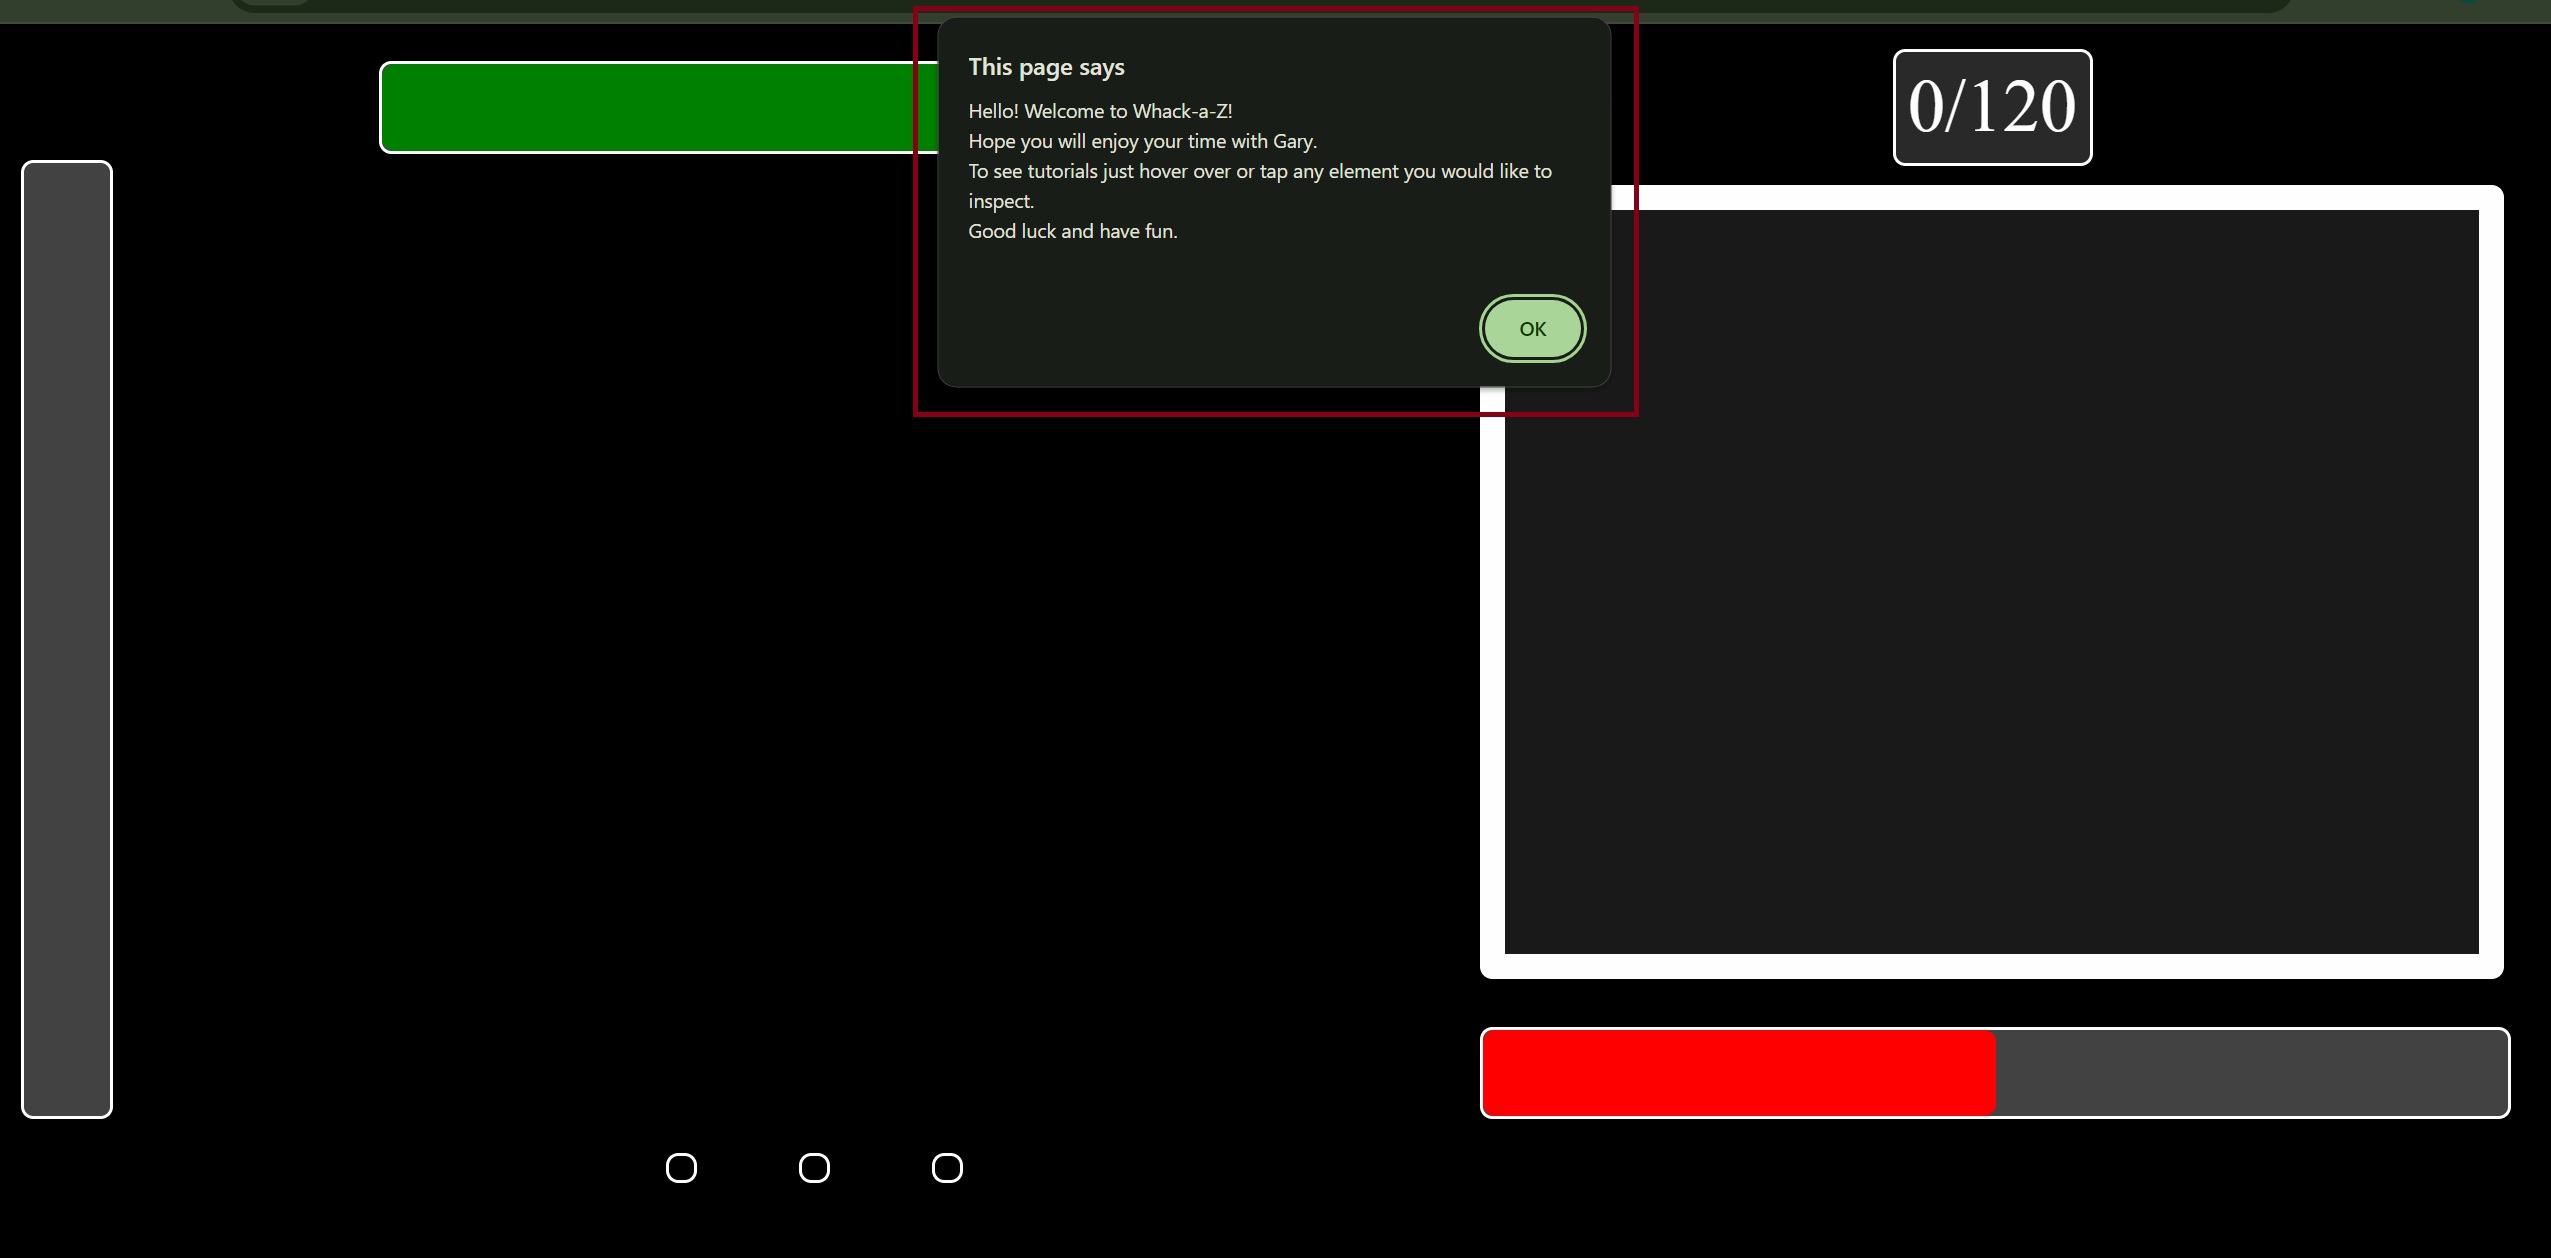 This page says
Hello! Welcome to Whack-a-Z!
Hope you will enjoy your time with Gary.
To see tutorials just hover over or tap any element you would like to
inspect.
Good luck and have fun.
OK
0/120